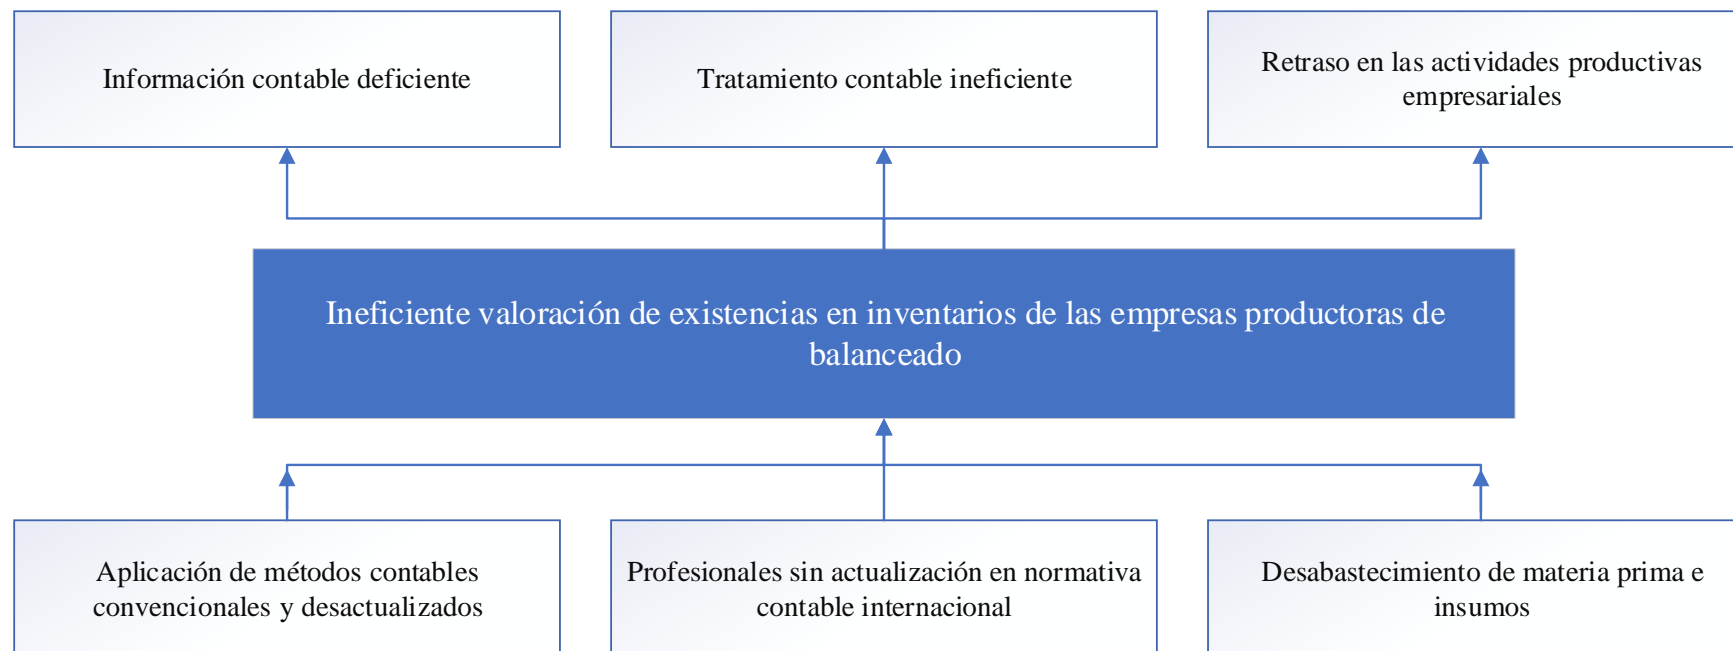 Información contable deficiente
Tratamiento contable ineficiente
Retraso en las actividades productivas
empresariales
Ineficiente valoración de existencias en inventarios de las empresas productoras de
balanceado
Aplicación de métodos contables
convencionales y desactualizados
Profesionales sin actualización en normativa
contable internacional
Desabastecimiento de materia prima e
insumos